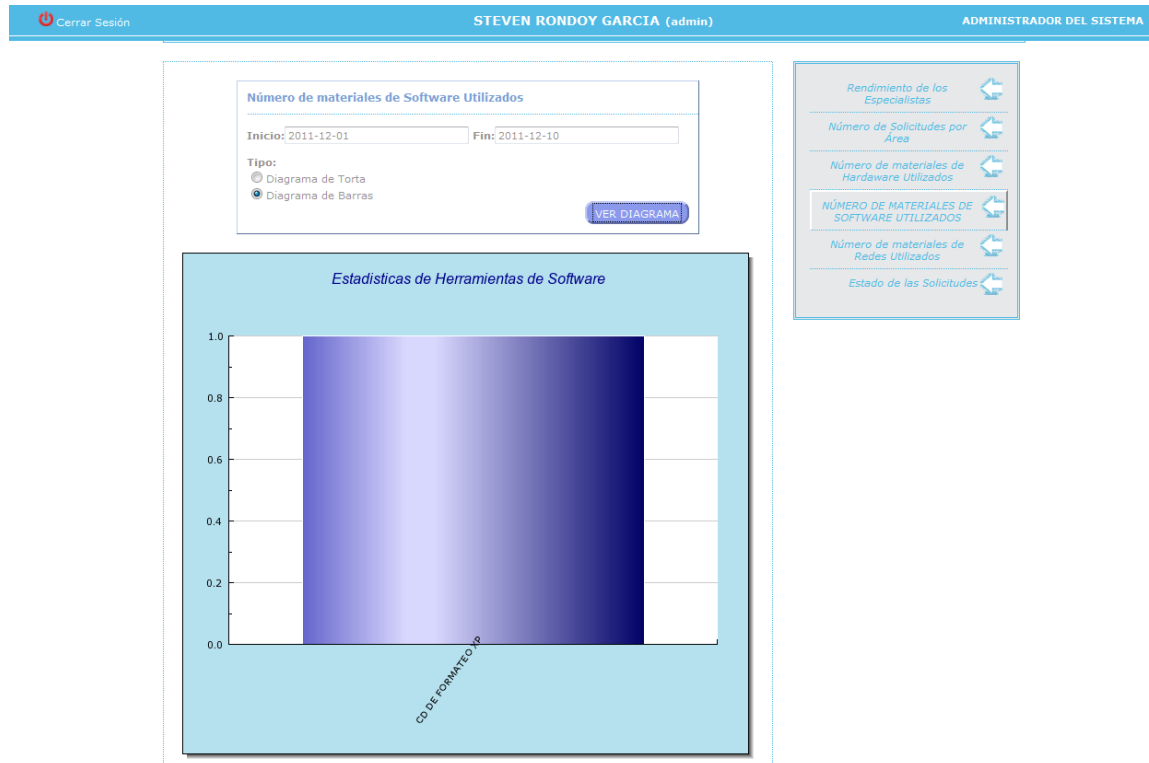 Cerrar Sesión
STEVEN RONDOY GARCIA (admin)
ADMINISTRADOR DEL SISTEMA
Número de materiales de Software Utilizados
Inicio: 2011-12-01 Fin: 2011-12-10
Tipo:
Diagrama de Torta
Diagrama de Barras
VER DIAGRAMA
Estadisticas de Herramientas de Software
1.0
0.8
0.6
0.4
0.2
0.0
CD DE FORMATEO XP
Rendimiento de los
Especialistas
Número de Solicitudes por
Área
Número de materiales de
Hardaware Utilizados
NÚMERO DE MATERIALES DE
SOFTWARE UTILIZADOS
Número de materiales de
Redes Utilizados
Estado de las Solicitudes